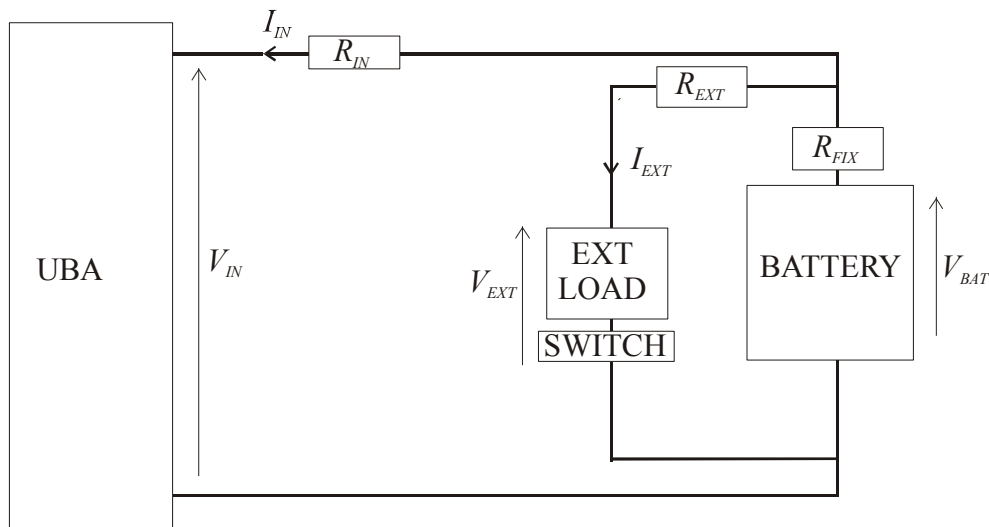 I_IN
R_IN
R_EXT
R_FIX
I_EXT
UBA
V_IN
V_EXT
EXT
LOAD
SWITCH
BATTERY
V_BAT